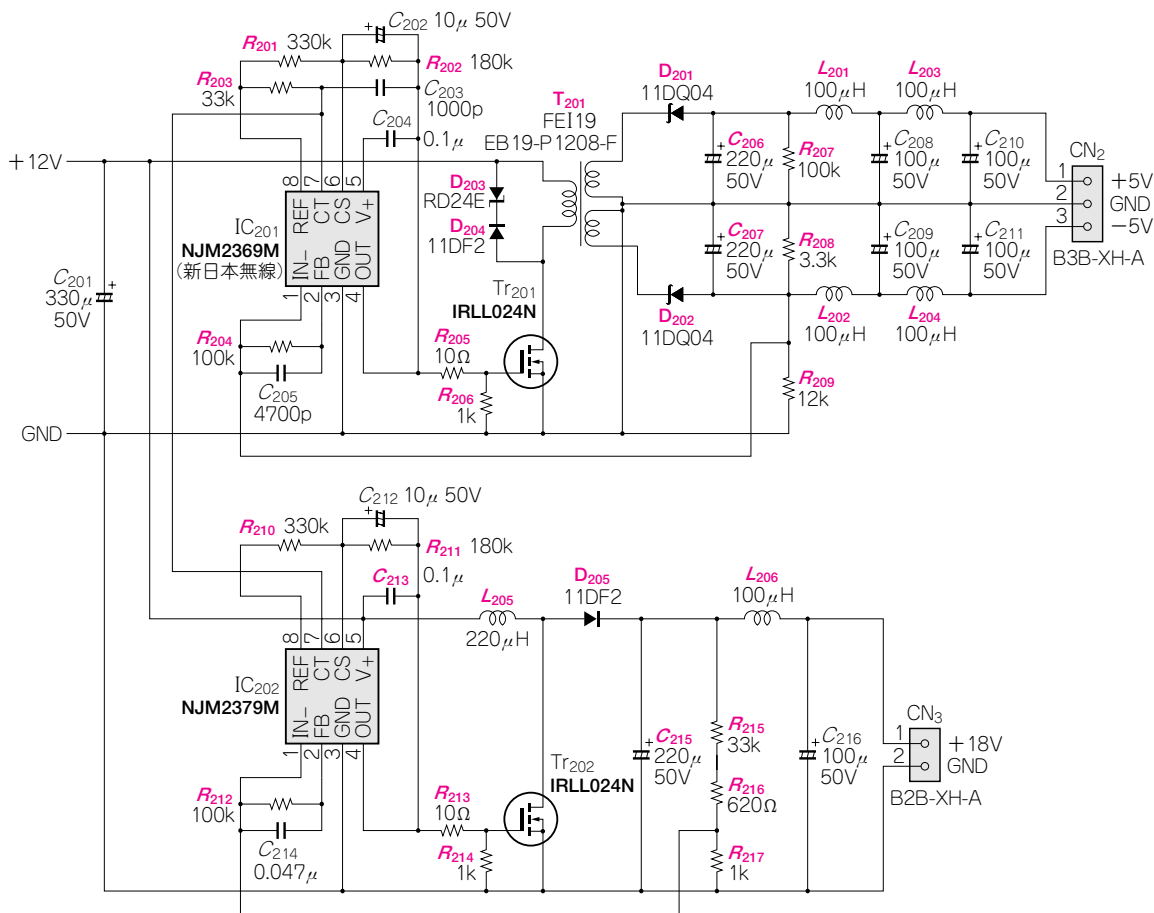 C202 10μ 50V
R201 330k
R202 180k
R203 33k
C203 1000p
C204 0.1μ
D201 11DQ04
T201 FEI19 EB19-P1208-F
L201 100μH
L203 100μH
+12V
D203 RD24E
D204 11DF2
C206 220μ 50V
R207 100k
C208 100μ 50V
C210 100μ 50V
CN2
1 +5V
2 GND
3 −5V
B3B-XH-A
IC201
NJM2369M
(新日本無線)
8 7 6 5
REF CT CS V+
IN− FB GND OUT
1 2 3 4
C201 330μ 50V
C207 220μ 50V
R208 3.3k
C209 100μ 50V
C211 100μ 50V
Tr201
IRLL024N
D202 11DQ04
L202 100μH
L204 100μH
R204 100k
C205 4700p
R205 10Ω
R206 1k
R209 12k
GND
C212 10μ 50V
R210 330k
R211 180k
C213 0.1μ
L205 220μH
D205 11DF2
L206 100μH
IC202
NJM2379M
8 7 6 5
REF CT CS V+
IN− FB GND OUT
1 2 3 4
C215 220μ 50V
R215 33k
R216 620Ω
C216 100μ 50V
CN3
1 +18V
2 GND
B2B-XH-A
Tr202
IRLL024N
R212 100k
C214 0.047μ
R213 10Ω
R214 1k
R217 1k